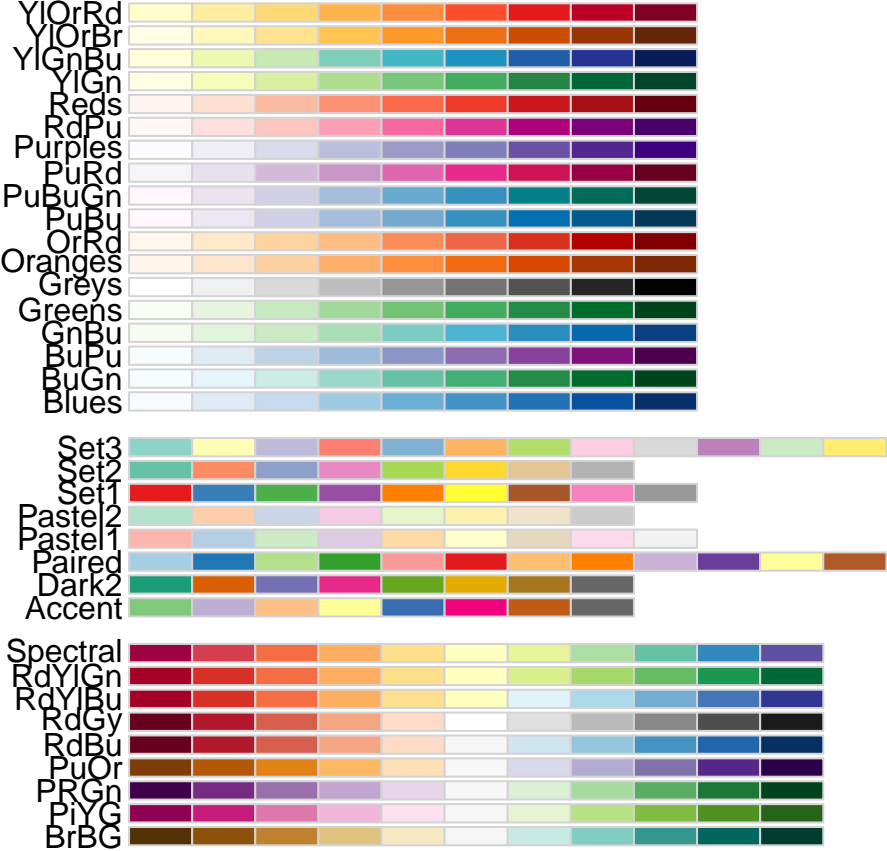 YlOrRd
YlOrBr
YlGnBu
YlGn
Reds
RdPu
Purples
PuRd
PuBuGn
PuBu
OrRd
Oranges
Greys
Greens
GnBu
BuPu
BuGn
Blues
Set3
Set2
Set1
Pastel2
Pastel1
Paired
Dark2
Accent
Spectral
RdYlGn
RdYlBu
RdGy
RdBu
PuOr
PRGn
PiYG
BrBG